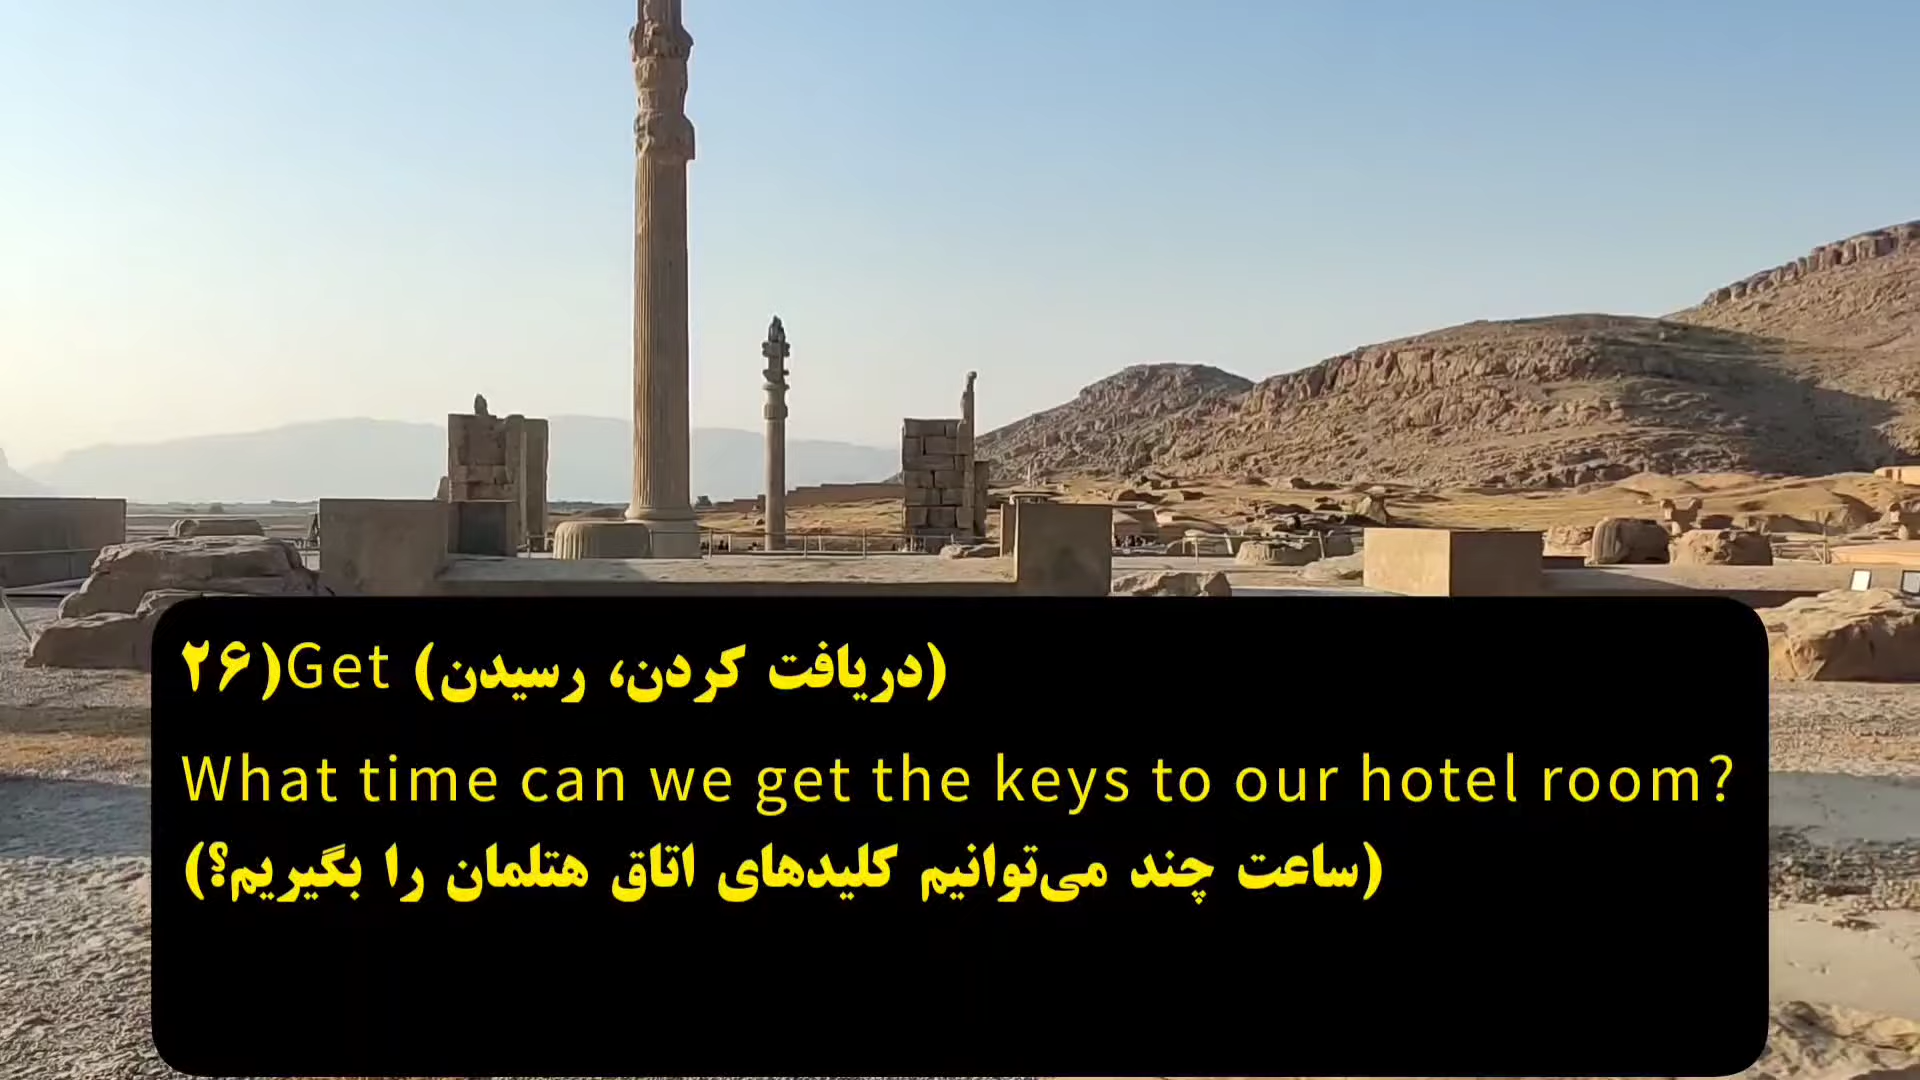 ۲۶)Get (دریافت کردن، رسیدن)
What time can we get the keys to our hotel room?
(ساعت چند می‌توانیم کلیدهای اتاق هتلمان را بگیریم؟)